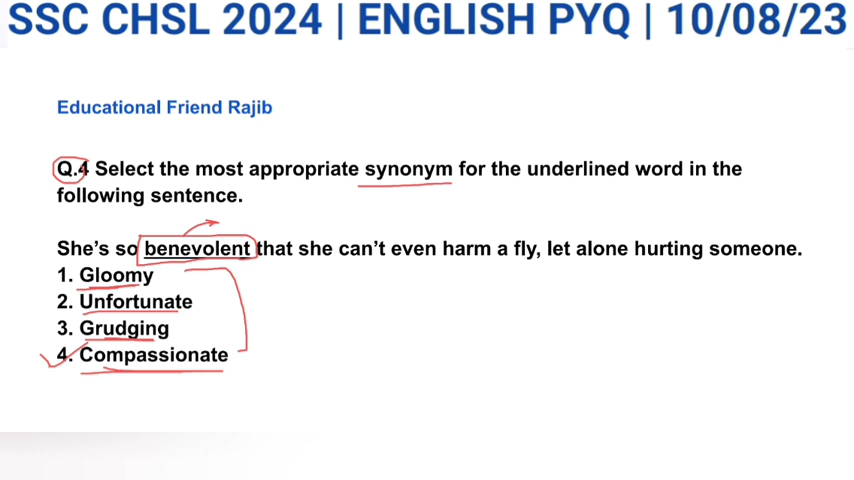 SSC CHSL 2024 | ENGLISH PYQ | 10/08/23
Educational Friend Rajib
Q.4 Select the most appropriate synonym for the underlined word in the
following sentence.
She's so benevolent that she can't even harm a fly, let alone hurting someone.
1. Gloomy
2. Unfortunate
3. Grudging
4. Compassionate